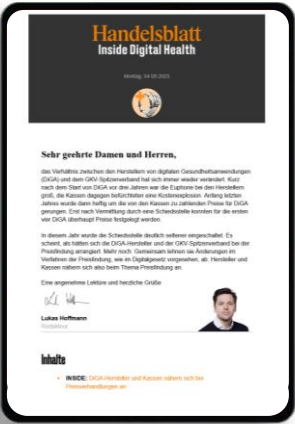 Handelsblatt
Inside Digital Health
Montag, 04.09.2023
Sehr geehrte Damen und Herren,
das Verhältnis zwischen den Herstellern von digitalen Gesundheitsanwendungen
(DiGA) und dem GKV-Spitzenverband hat sich immer wieder verändert. Kurz
nach dem Start von DiGA vor drei Jahren war die Euphorie bei den Herstellern
groß, die Kassen dagegen befürchteten eine Kostenexplosion. Anfang letzten
Jahres wurde dann heftig um die von den Kassen zu zahlenden Preise für DiGA
gerungen. Erst nach Vermittlung durch eine Schiedsstelle konnten für die ersten
vier DiGA überhaupt Preise festgelegt werden.
In diesem Jahr wurde die Schiedsstelle deutlich seltener eingeschaltet. Es
scheint, als hätten sich die DiGA-Hersteller und der GKV-Spitzenverband bei der
Preisfindung arrangiert. Mehr noch: Gemeinsam lehnen sie Änderungen im
Verfahren der Preisfindung, wie im Digitalgesetz vorgesehen, ab. Hersteller und
Kassen nähern sich also beim Thema Preisfindung an.
Eine angenehme Lektüre und herzliche Grüße
Lukas Hoffmann
Redakteur
Inhalte
INSIDE: DiGA-Hersteller und Kassen nähern sich bei
Preisverhandlungen an